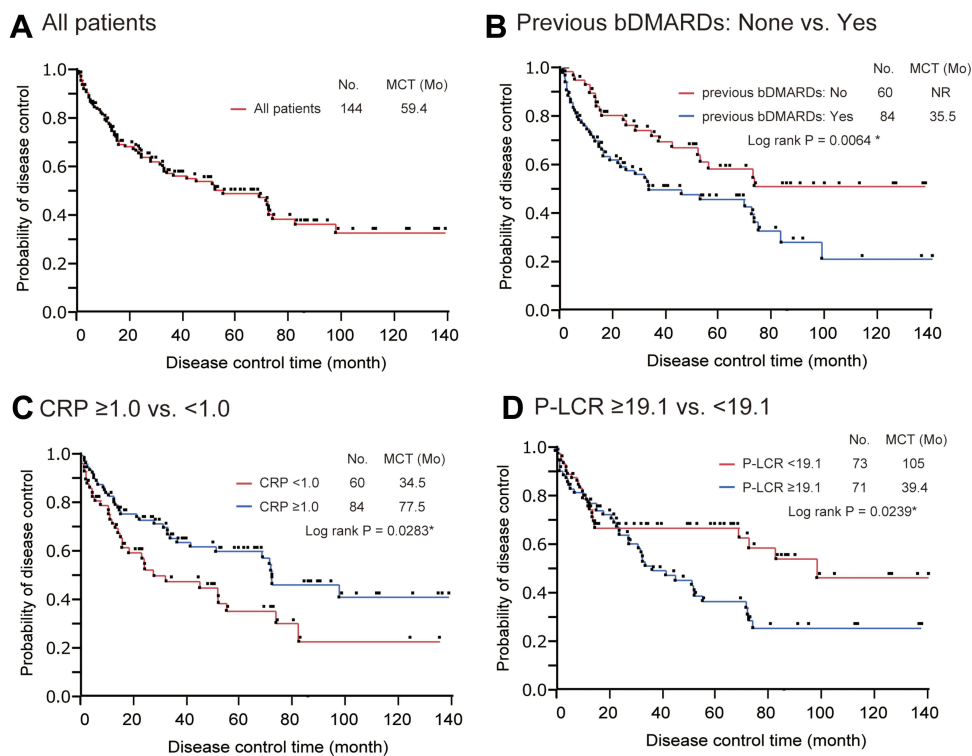 A All patients
No. MCT (Mo)
All patients 144 59.4
Probability of disease control
1.0
0.8
0.6
0.4
0.2
0.0
0 20 40 60 80 100 120 140
Disease control time (month)
B Previous bDMARDs: None vs. Yes
No. MCT (Mo)
previous bDMARDs: No 60 NR
previous bDMARDs: Yes 84 35.5
Log rank P = 0.0064 *
Probability of disease control
1.0
0.8
0.6
0.4
0.2
0.0
0 20 40 60 80 100 120 140
Disease control time (month)
C CRP ≥1.0 vs. <1.0
No. MCT (Mo)
CRP <1.0 60 34.5
CRP ≥1.0 84 77.5
Log rank P = 0.0283*
Probability of disease control
1.0
0.8
0.6
0.4
0.2
0.0
0 20 40 60 80 100 120 140
Disease control time (month)
D P-LCR ≥19.1 vs. <19.1
No. MCT (Mo)
P-LCR <19.1 73 105
P-LCR ≥19.1 71 39.4
Log rank P = 0.0239*
Probability of disease control
1.0
0.8
0.6
0.4
0.2
0.0
0 20 40 60 80 100 120 140
Disease control time (month)